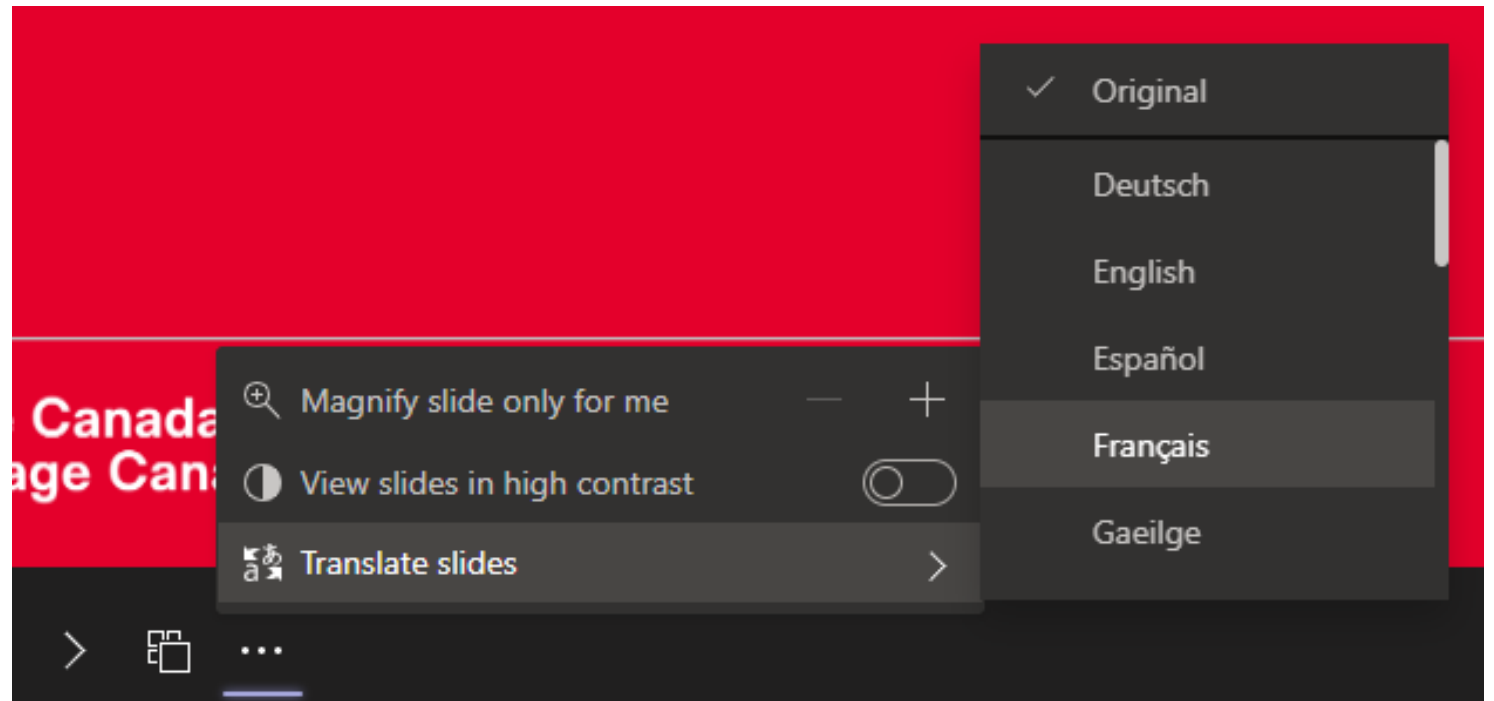 Original
Deutsch
English
Español
Français
Gaeilge
Canada
age Can
Magnify slide only for me
View slides in high contrast
Translate slides